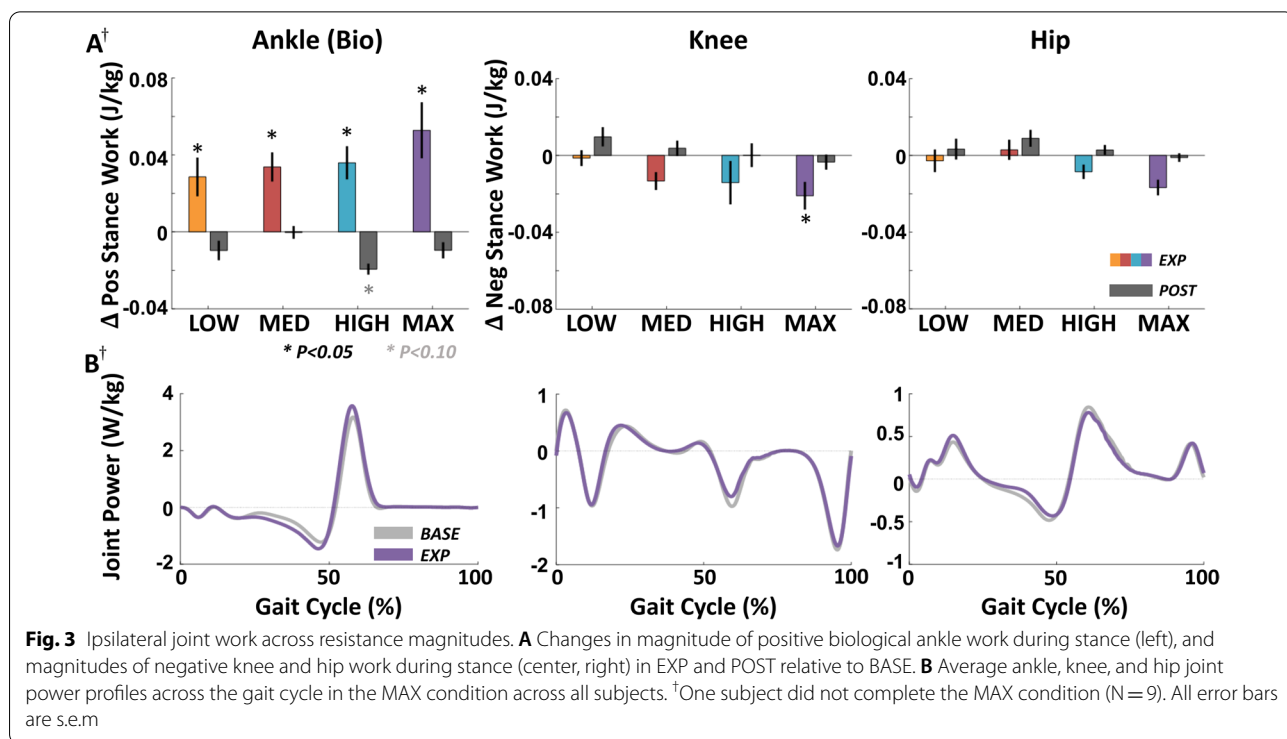 A†
Ankle (Bio)
Knee
Hip
Δ Pos Stance Work (J/kg)
0.08
0.04
0
-0.04
*
*
*
*
*
LOW MED HIGH MAX
* P<0.05 * P<0.10
Δ Neg Stance Work (J/kg)
0.04
0
-0.04
-0.08
*
LOW MED HIGH MAX
0.04
0
-0.04
-0.08
EXP
POST
LOW MED HIGH MAX
B†
Joint Power (W/kg)
4
2
0
-2
BASE
EXP
0 50 100
Gait Cycle (%)
1
0
-1
-2
0 50 100
Gait Cycle (%)
1
0.5
0
-0.5
-1
0 50 100
Gait Cycle (%)
Fig. 3 Ipsilateral joint work across resistance magnitudes. A Changes in magnitude of positive biological ankle work during stance (left), and
magnitudes of negative knee and hip work during stance (center, right) in EXP and POST relative to BASE. B Average ankle, knee, and hip joint
power profiles across the gait cycle in the MAX condition across all subjects. †One subject did not complete the MAX condition (N = 9). All error bars
are s.e.m